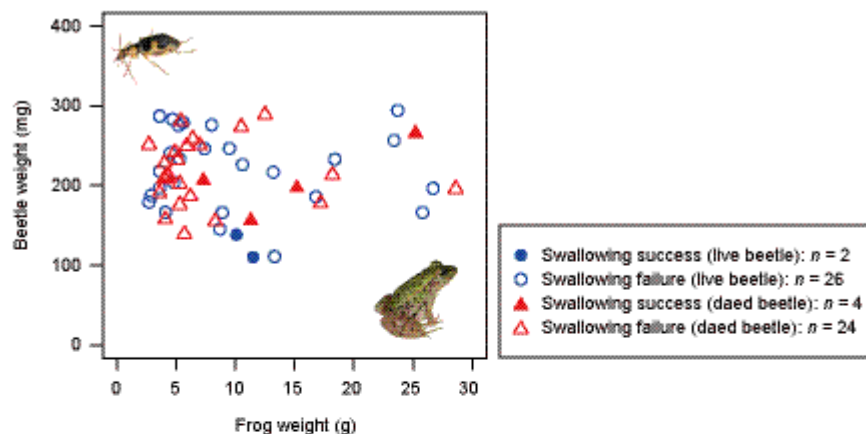 400
300
200
100
0
Beetle weight (mg)
0 5 10 15 20 25 30
Frog weight (g)
Swallowing success (live beetle): n = 2
Swallowing failure (live beetle): n = 26
Swallowing success (daed beetle): n = 4
Swallowing failure (daed beetle): n = 24